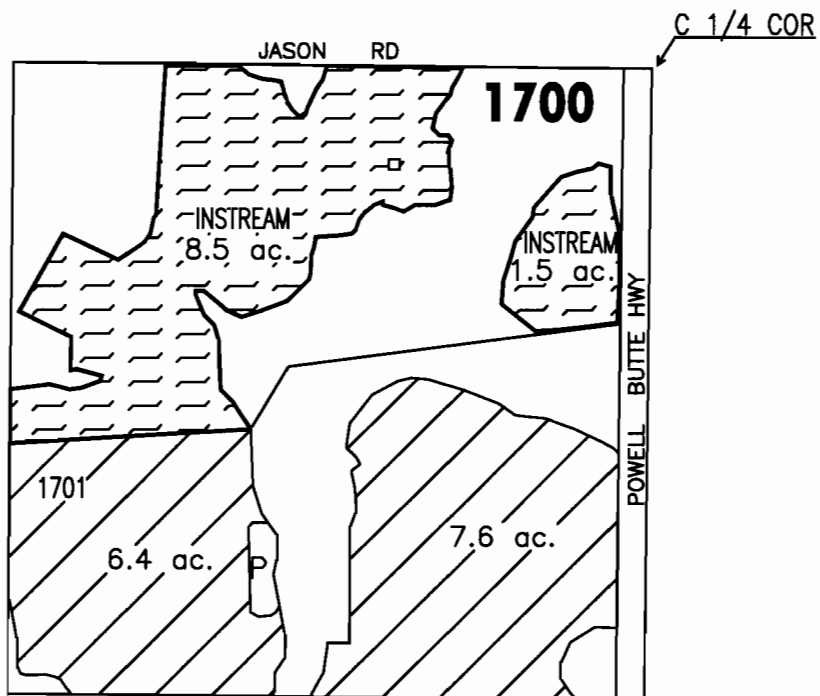 C 1/4 COR
JASON RD
1700
INSTREAM
8.5 ac.
INSTREAM
1.5 ac.
POWELL BUTTE HWY
1701
6.4 ac.
P
7.6 ac.